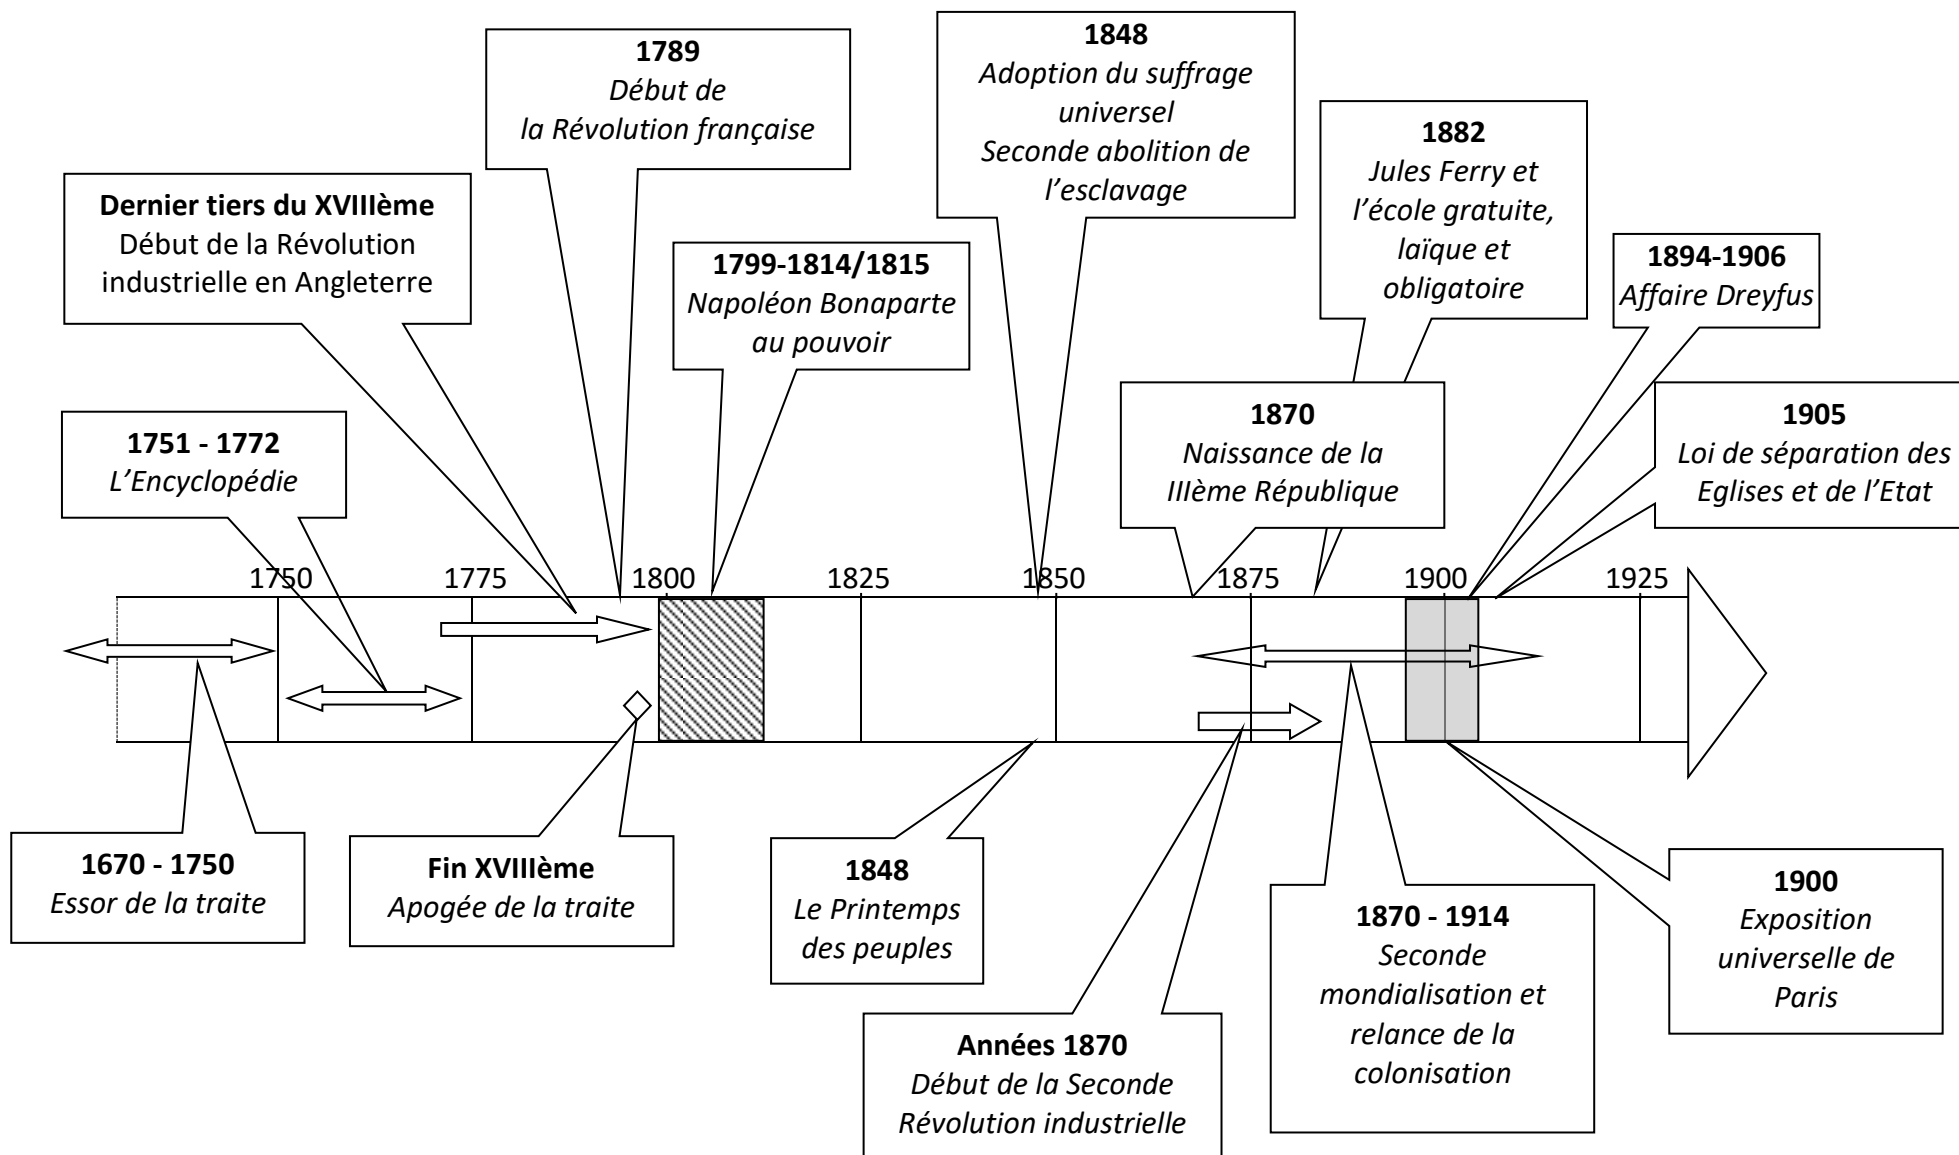 1789
Début de
la Révolution française
1848
Adoption du suffrage
universel
Seconde abolition de
l’esclavage
1882
Jules Ferry et
l’école gratuite,
laïque et
obligatoire
Dernier tiers du XVIIIème
Début de la Révolution
industrielle en Angleterre
1799-1814/1815
Napoléon Bonaparte
au pouvoir
1894-1906
Affaire Dreyfus
1751 - 1772
L’Encyclopédie
1870
Naissance de la
IIIème République
1905
Loi de séparation des
Eglises et de l’Etat
1750 1775 1800 1825 1850 1875 1900 1925
1670 - 1750
Essor de la traite
Fin XVIIIème
Apogée de la traite
1848
Le Printemps
des peuples
Années 1870
Début de la Seconde
Révolution industrielle
1870 - 1914
Seconde
mondialisation et
relance de la
colonisation
1900
Exposition
universelle de
Paris